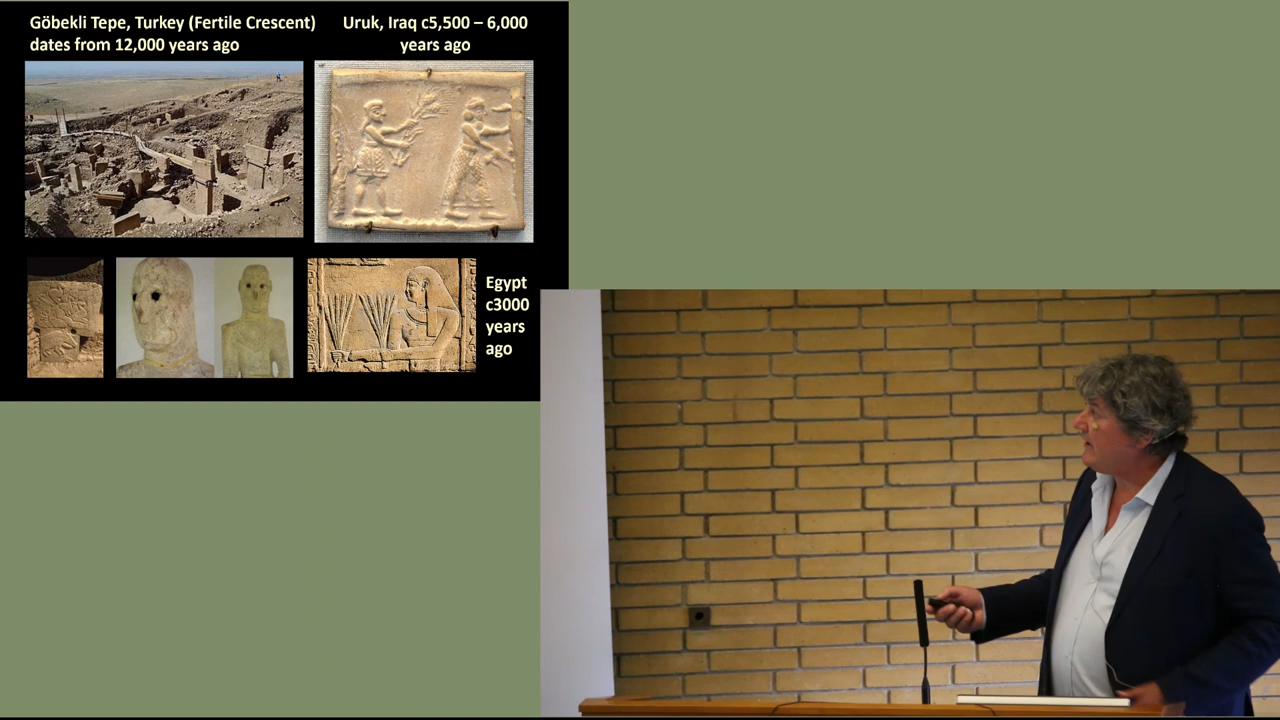 Göbekli Tepe, Turkey (Fertile Crescent)
dates from 12,000 years ago
Uruk, Iraq c5,500 – 6,000
years ago
Egypt
c3000
years
ago